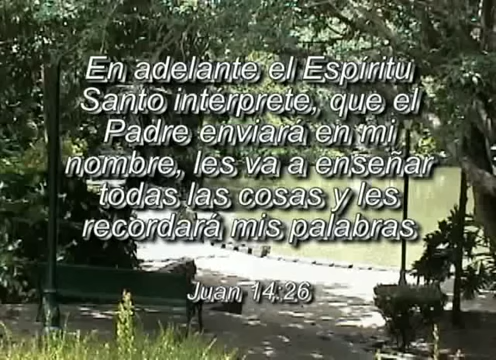 En adelante el Espíritu
Santo intérprete, que el
Padre enviará en mi
nombre, les va a enseñar
todas las cosas y les
recordará mis palabras
Juan 14:26